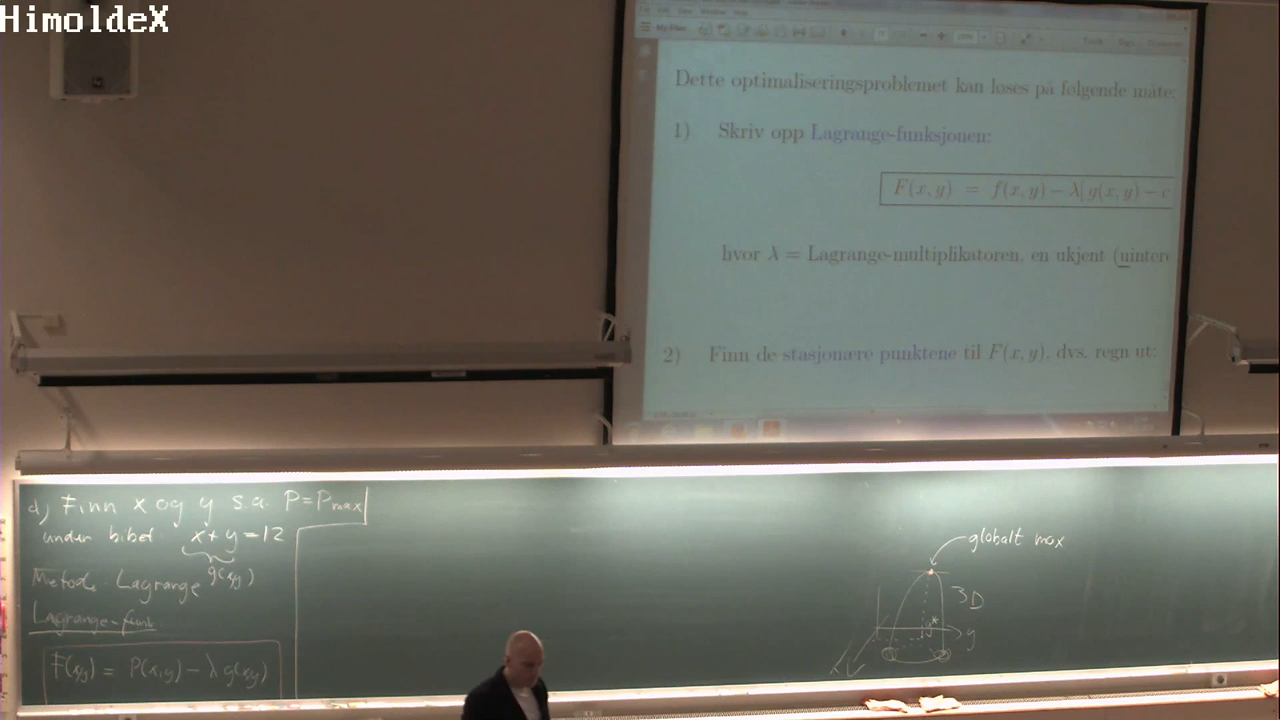 HimoldeX
Dette optimaliseringsproblemet kan løses på følgende måte:
1) Skriv opp Lagrange-funksjonen:
F(x, y) = f(x, y) − λ[ g(x, y) − c
hvor λ = Lagrange-multiplikatoren, en ukjent (uinter
2) Finn de stasjonære punktene til F(x, y), dvs. regn ut:
d) Finn x og y s.a. P = Pmax
under bibet. x + y = 12
g(x,y)
Metode: Lagrange
Lagrange-funk.
F(x,y) = P(x,y) − λ g(x,y)
globalt max
3D
y*
y
x